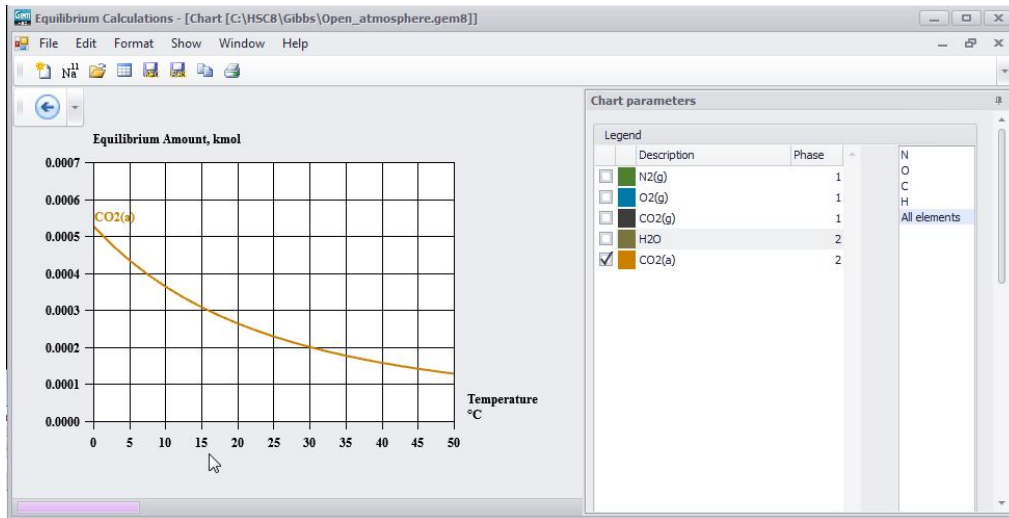 Gem
Equilibrium Calculations - [Chart [C:\HSC8\Gibbs\Open_atmosphere.gem8]]
File Edit Format Show Window Help
11
Na
Equilibrium Amount, kmol
0.0007
0.0006
CO2(a)
0.0005
0.0004
0.0003
0.0002
0.0001
0.0000
0 5 10 15 20 25 30 35 40 45 50
Temperature
°C
Chart parameters
Legend
Description Phase
N2(g) 1
O2(g) 1
CO2(g) 1
H2O 2
CO2(a) 2
N
O
C
H
All elements